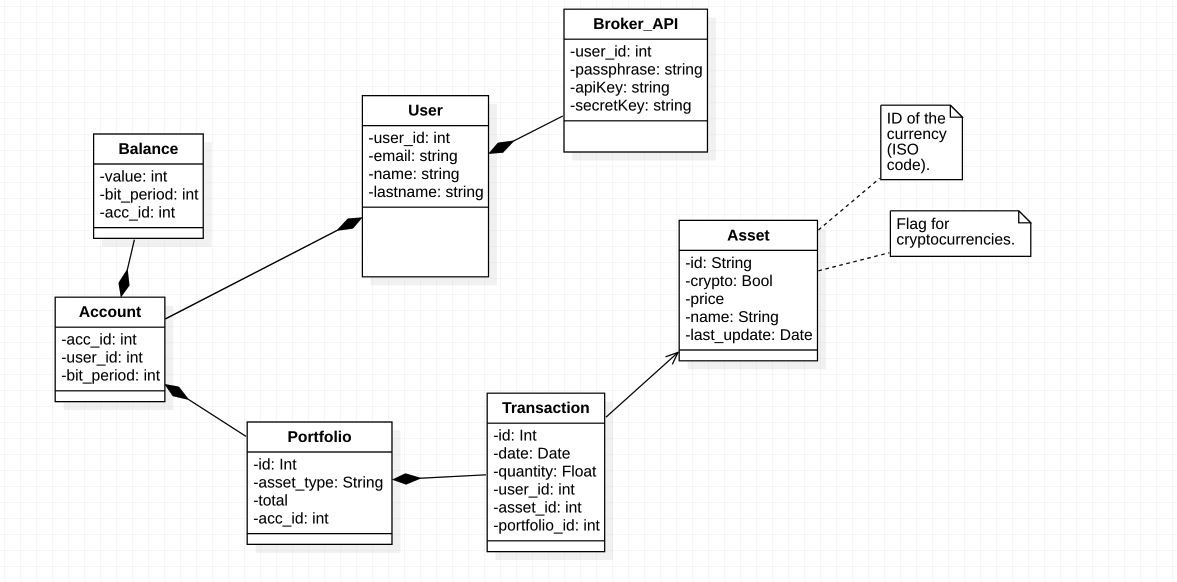 Broker_API
-user_id: int
-passphrase: string
-apiKey: string
-secretKey: string
User
-user_id: int
-email: string
-name: string
-lastname: string
ID of the
currency
(ISO
code).
Balance
-value: int
-bit_period: int
-acc_id: int
Flag for
cryptocurrencies.
Asset
-id: String
-crypto: Bool
-price
-name: String
-last_update: Date
Account
-acc_id: int
-user_id: int
-bit_period: int
Transaction
-id: Int
-date: Date
-quantity: Float
-user_id: int
-asset_id: int
-portfolio_id: int
Portfolio
-id: Int
-asset_type: String
-total
-acc_id: int